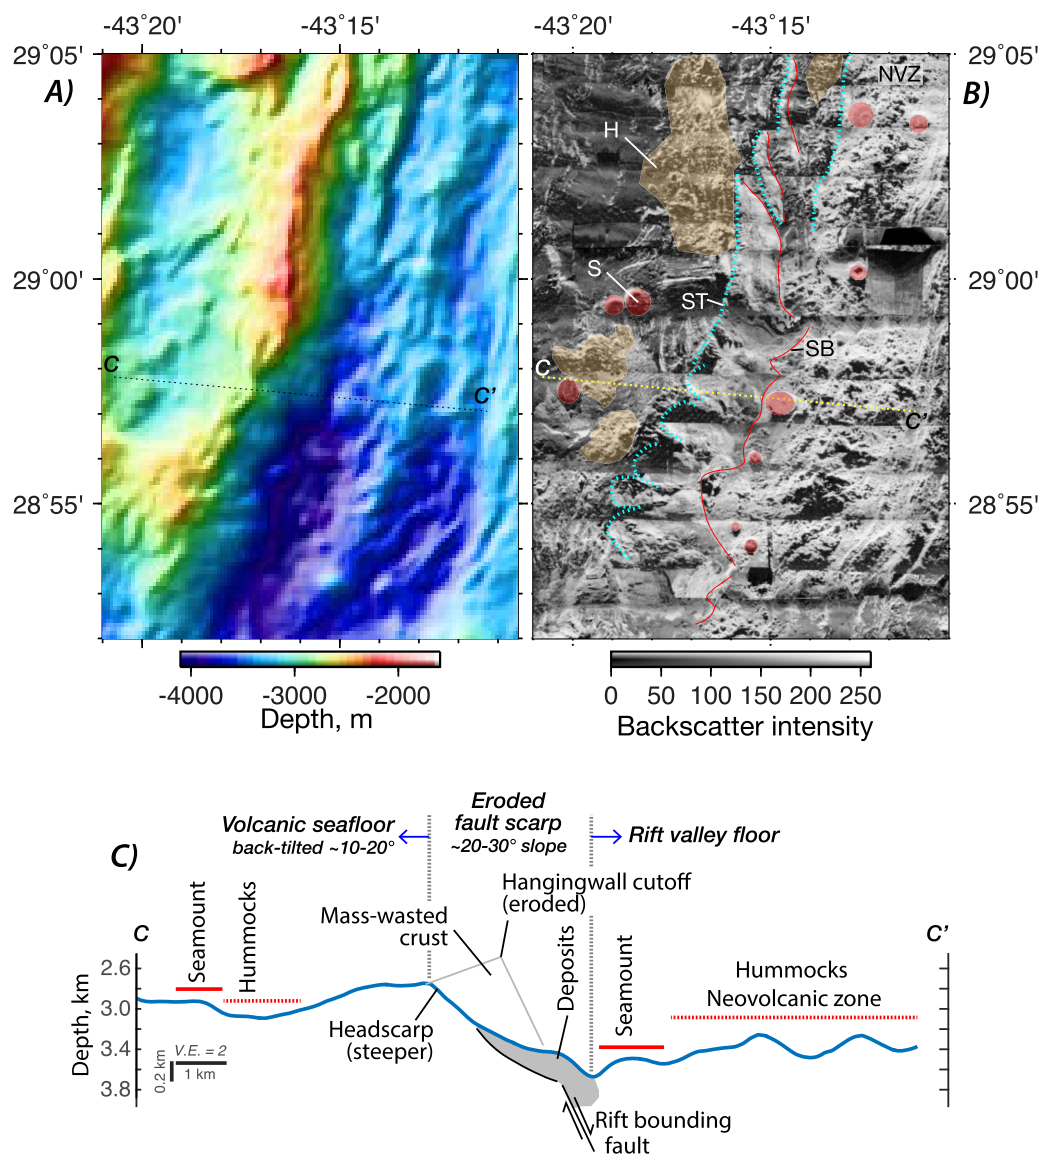 -43˚20'
-43˚15'
-43˚20'
-43˚15'
29˚05'
29˚05'
A)
B)
NVZ
H
S
ST
SB
29˚00'
29˚00'
C
C'
C
C'
28˚55'
28˚55'
-4000
-3000
-2000
Depth, m
0
50
100
150
200
250
Backscatter intensity
C)
Volcanic seafloor
back-tilted ~10-20°
Eroded
fault scarp
~20-30° slope
Rift valley floor
Hangingwall cutoff
(eroded)
Mass-wasted
crust
Seamount
Hummocks
Deposits
Seamount
C
C’
Hummocks
Neovolcanic zone
Depth, km
2.6
3.0
3.4
3.8
Headscarp
(steeper)
V.E. = 2
0.2 km
1 km
Rift bounding
fault